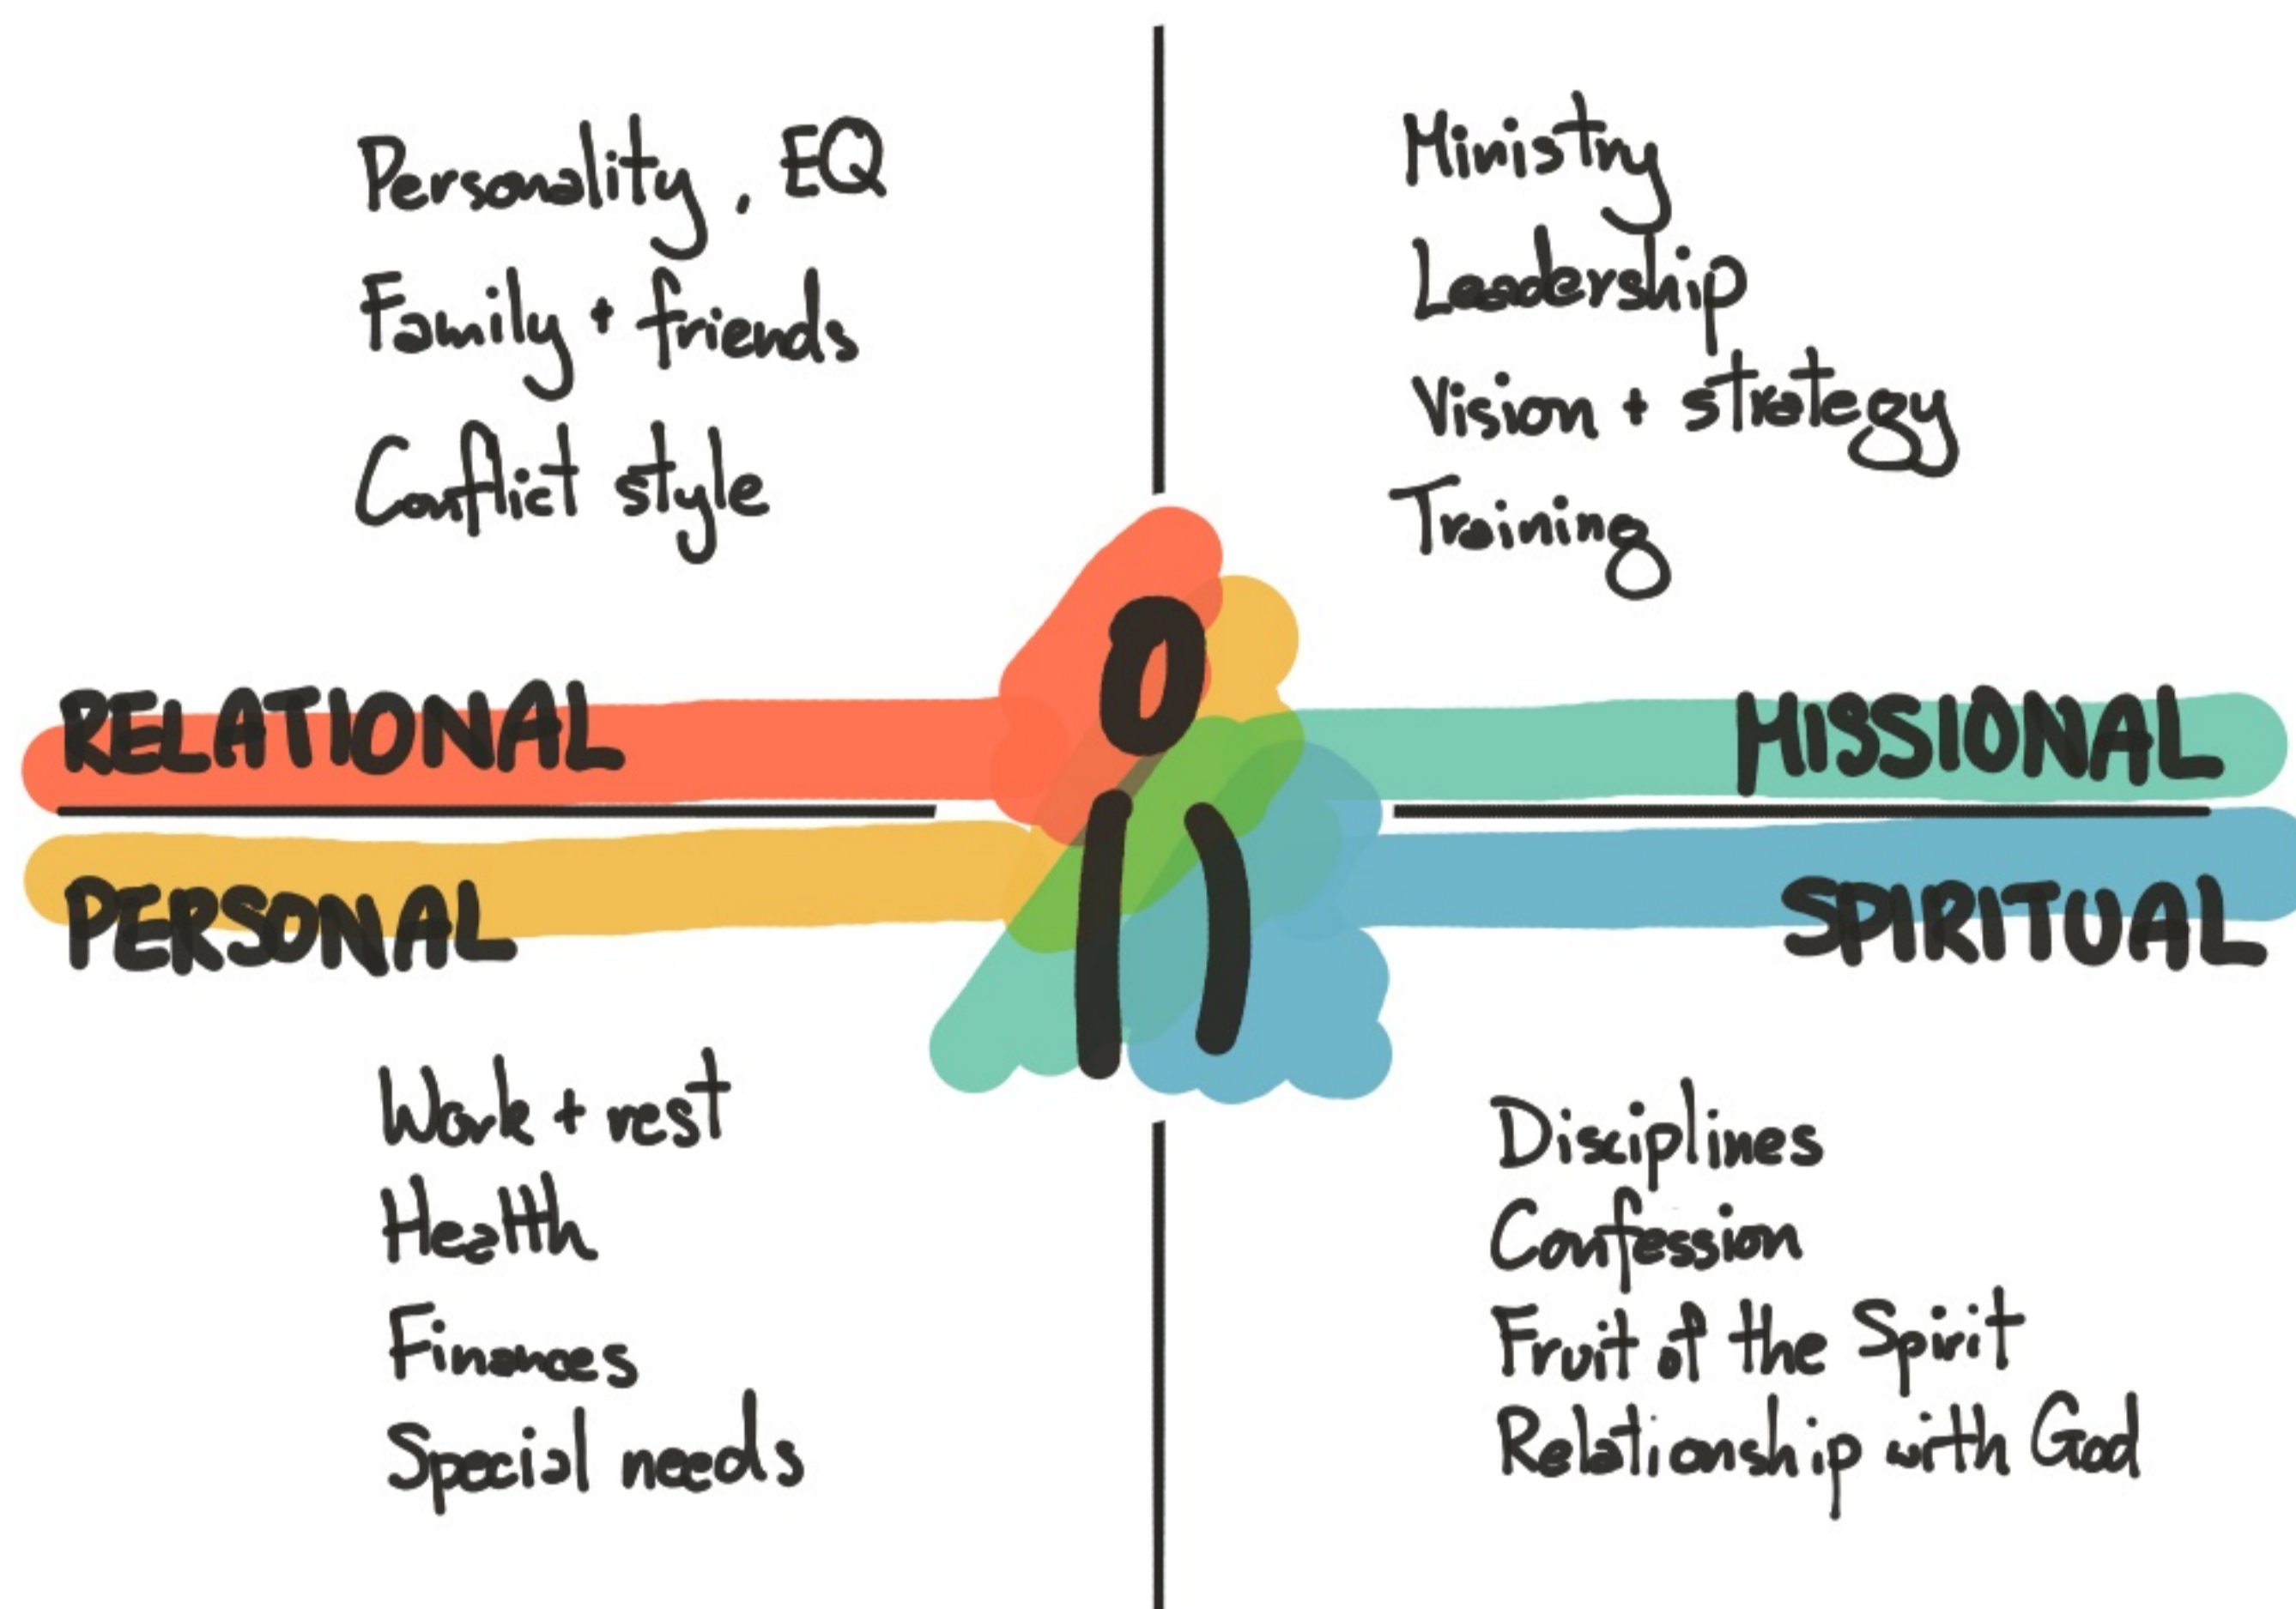 Personality, EQ
Family + friends
Conflict style
RELATIONAL
Ministry
Leadership
Vision + strategy
Training
MISSIONAL
PERSONAL
Work + rest
Health
Finances
Special needs
SPIRITUAL
Disciplines
Confession
Fruit of the Spirit
Relationship with God